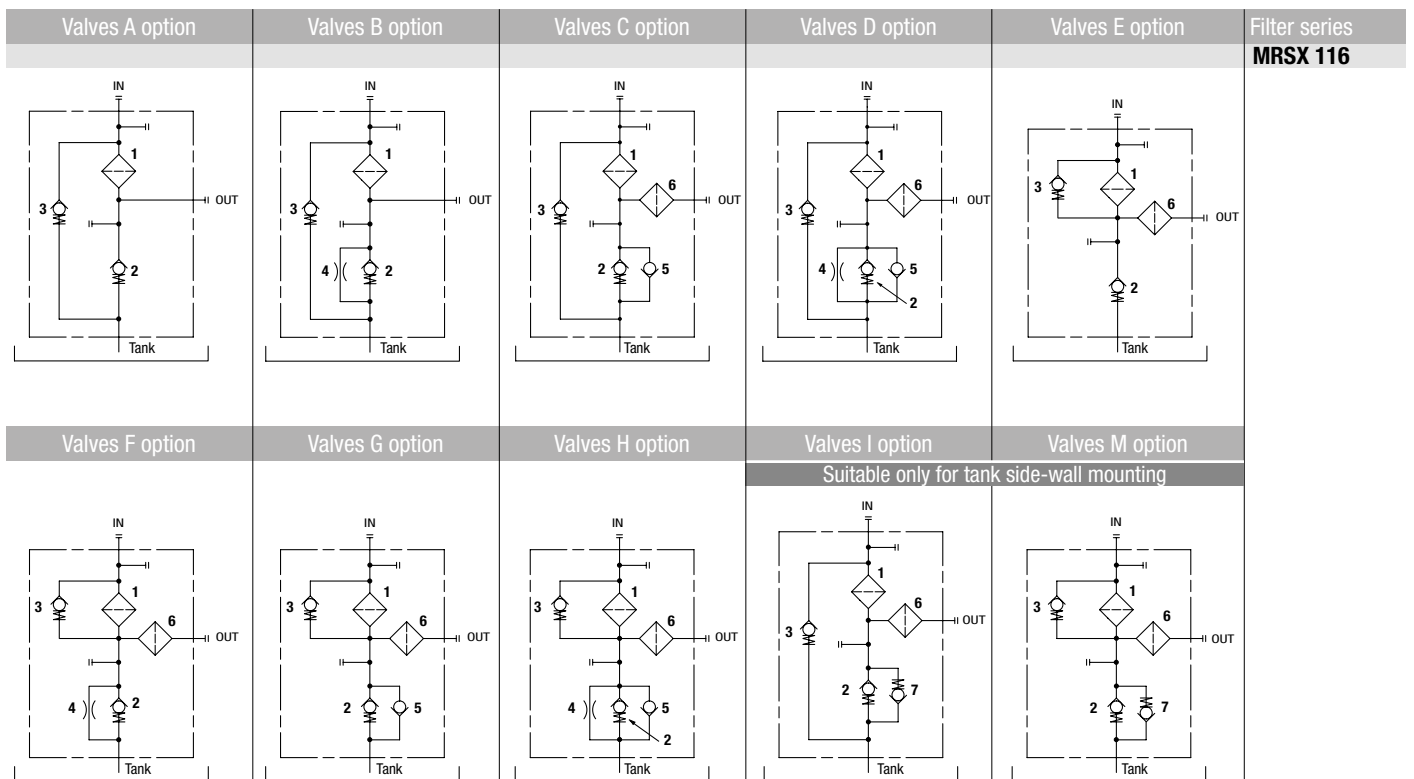 Valves A option Valves B option Valves C option Valves D option Valves E option Filter series
MRSX 116
IN IN IN IN
IN
1 1 1 1
1
6 6
3
6
3 OUT 3 OUT 3 OUT 3 OUT
OUT
2 4 2 2 5 4 5
2
2
Tank Tank Tank Tank Tank
Valves F option Valves G option Valves H option Valves I option Valves M option
Suitable only for tank side-wall mounting
IN IN IN IN IN
1
3 1 3 1 3 1 3 1
6 6 6 6 6
OUT OUT OUT OUT OUT
3
2 7
4 2 2 5 4 5 2 7
2
Tank Tank Tank Tank Tank